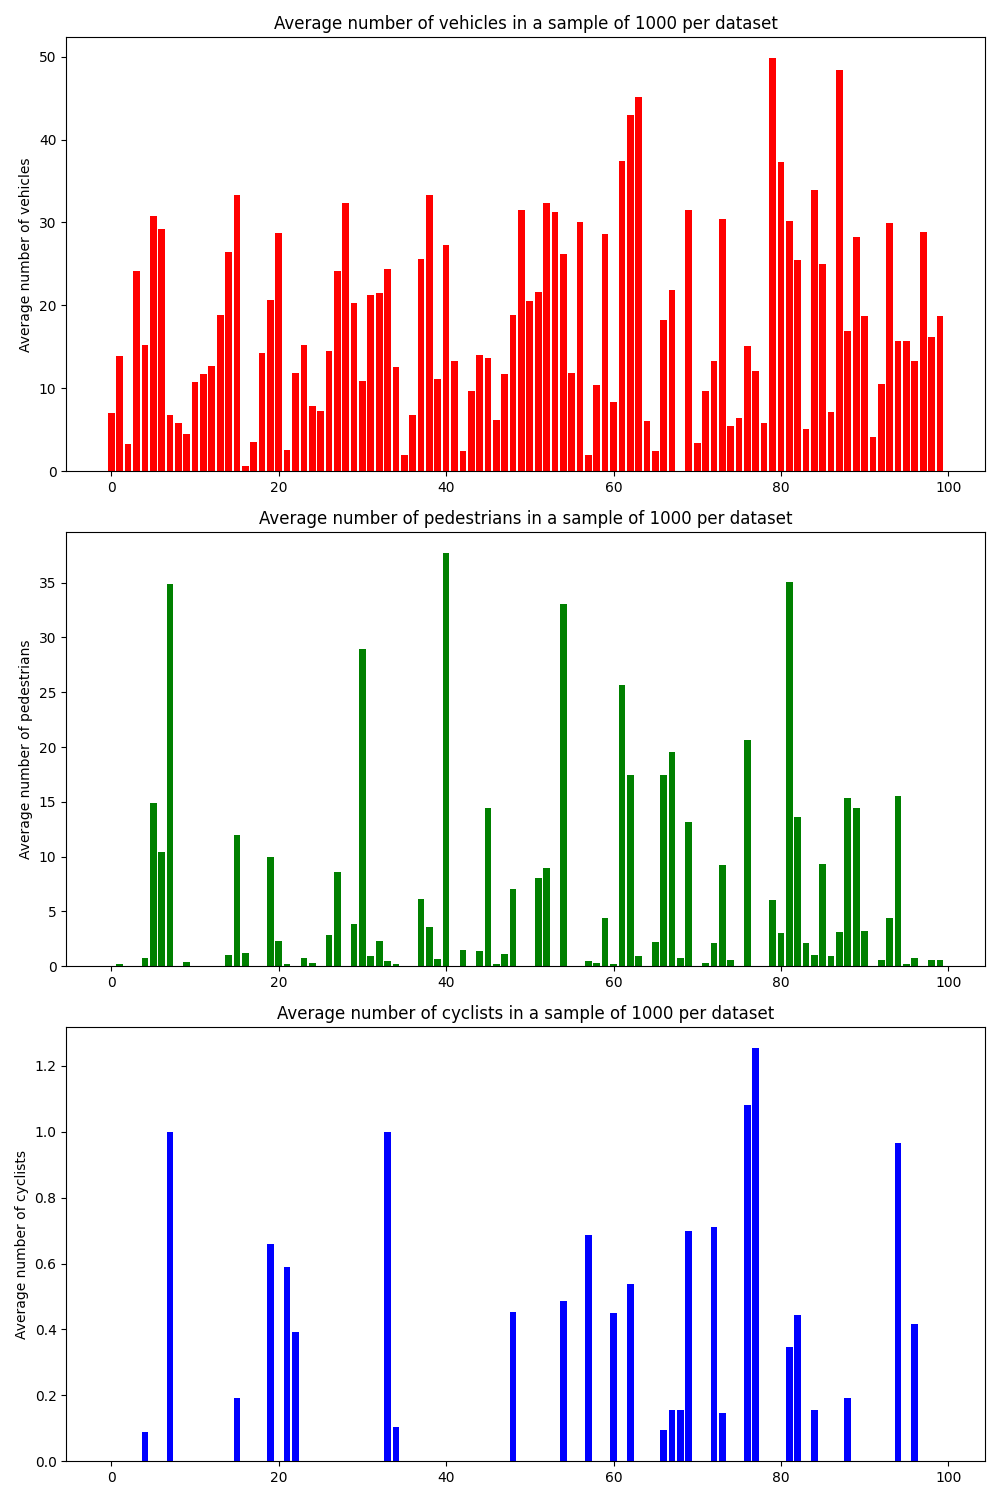 Average number of vehicles in a sample of 1000 per dataset
Average number of vehicles
50
40
30
20
10
0
0 20 40 60 80 100
Average number of pedestrians in a sample of 1000 per dataset
Average number of pedestrians
35
30
25
20
15
10
5
0
0 20 40 60 80 100
Average number of cyclists in a sample of 1000 per dataset
Average number of cyclists
1.2
1.0
0.8
0.6
0.4
0.2
0.0
0 20 40 60 80 100